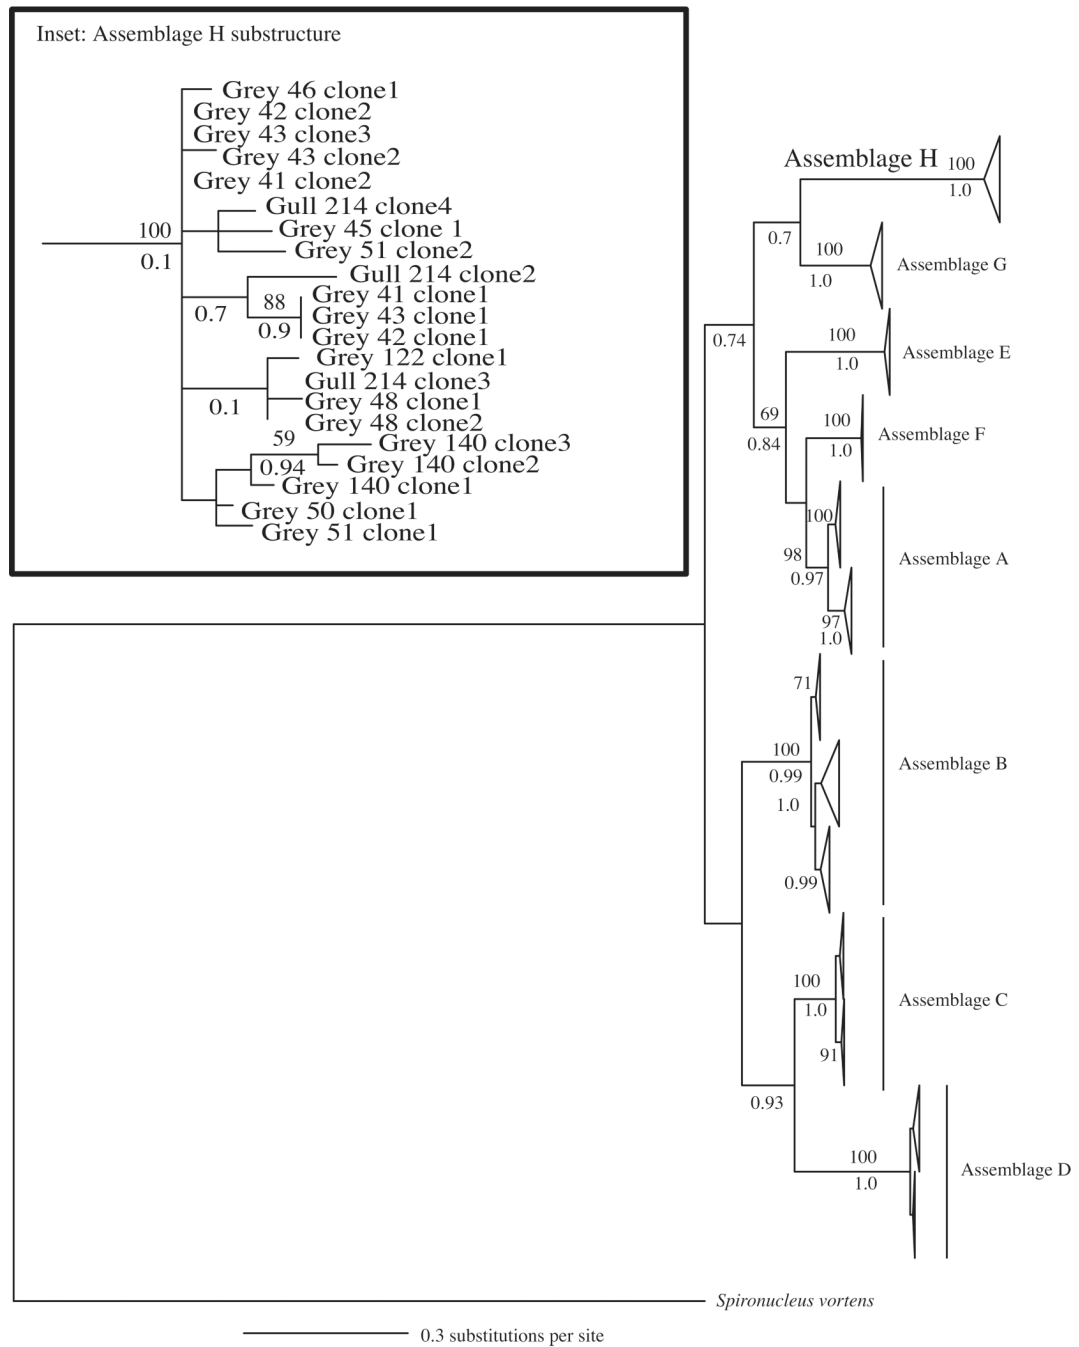 Inset: Assemblage H substructure
Grey 46 clone1
Grey 42 clone2
Grey 43 clone3
Grey 43 clone2
Grey 41 clone2
Gull 214 clone4
100
Grey 45 clone 1
Grey 51 clone2
0.1
Gull 214 clone2
88
Grey 41 clone1
0.7
Grey 43 clone1
0.9
Grey 42 clone1
Grey 122 clone1
Gull 214 clone3
0.1
Grey 48 clone1
Grey 48 clone2
59
Grey 140 clone3
0.94
Grey 140 clone2
Grey 140 clone1
Grey 50 clone1
Grey 51 clone1
Assemblage H
100
1.0
0.7
100
1.0
Assemblage G
0.74
100
1.0
Assemblage E
69
0.84
100
1.0
Assemblage F
100
98
0.97
Assemblage A
97
1.0
71
100
0.99
1.0
Assemblage B
0.99
100
1.0
Assemblage C
91
0.93
100
1.0
Assemblage D
Spironucleus vortens
0.3 substitutions per site